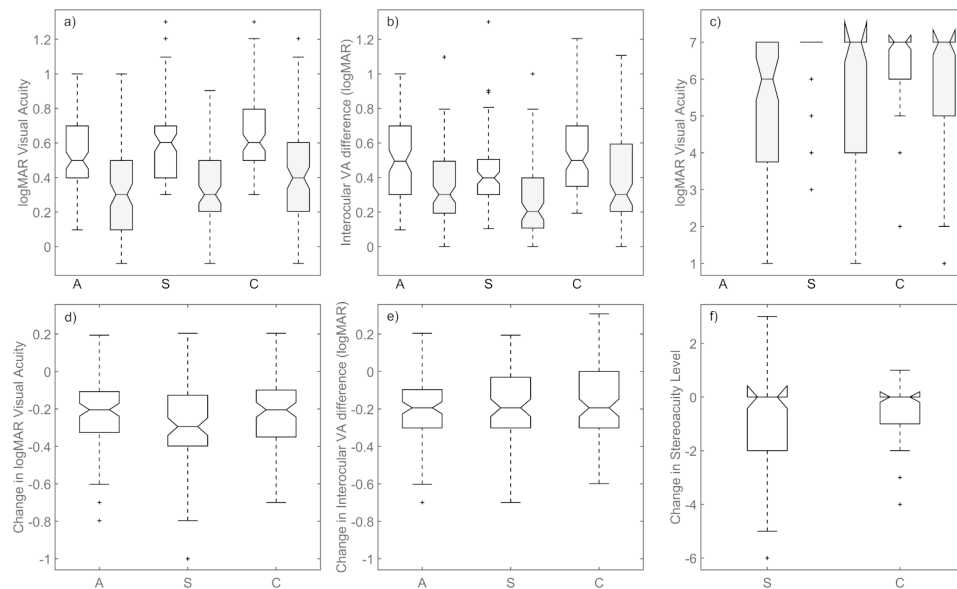 a)
logMAR Visual Acuity
1.2
1
0.8
0.6
0.4
0.2
0
A
S
C
b)
Interocular VA difference (logMAR)
1.2
1
0.8
0.6
0.4
0.2
0
A
S
C
c)
logMAR Visual Acuity
7
6
5
4
3
2
1
A
S
C
d)
Change in logMAR Visual Acuity
0.2
0
-0.2
-0.4
-0.6
-0.8
-1
A
S
C
e)
Change in Interocular VA difference (logMAR)
0.2
0
-0.2
-0.4
-0.6
-0.8
-1
A
S
C
f)
Change in Stereoacuity Level
2
0
-2
-4
-6
S
C